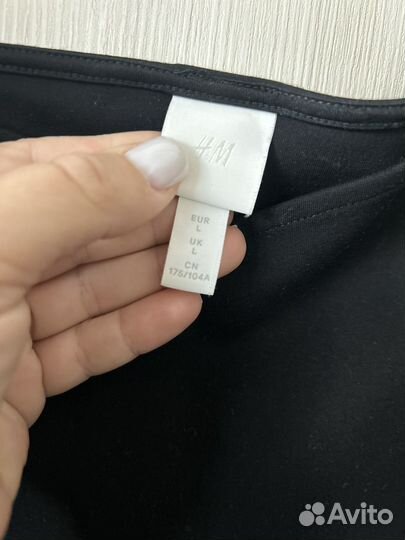 H&M
EUR
L
UK
L
CN
175/104A
Avito